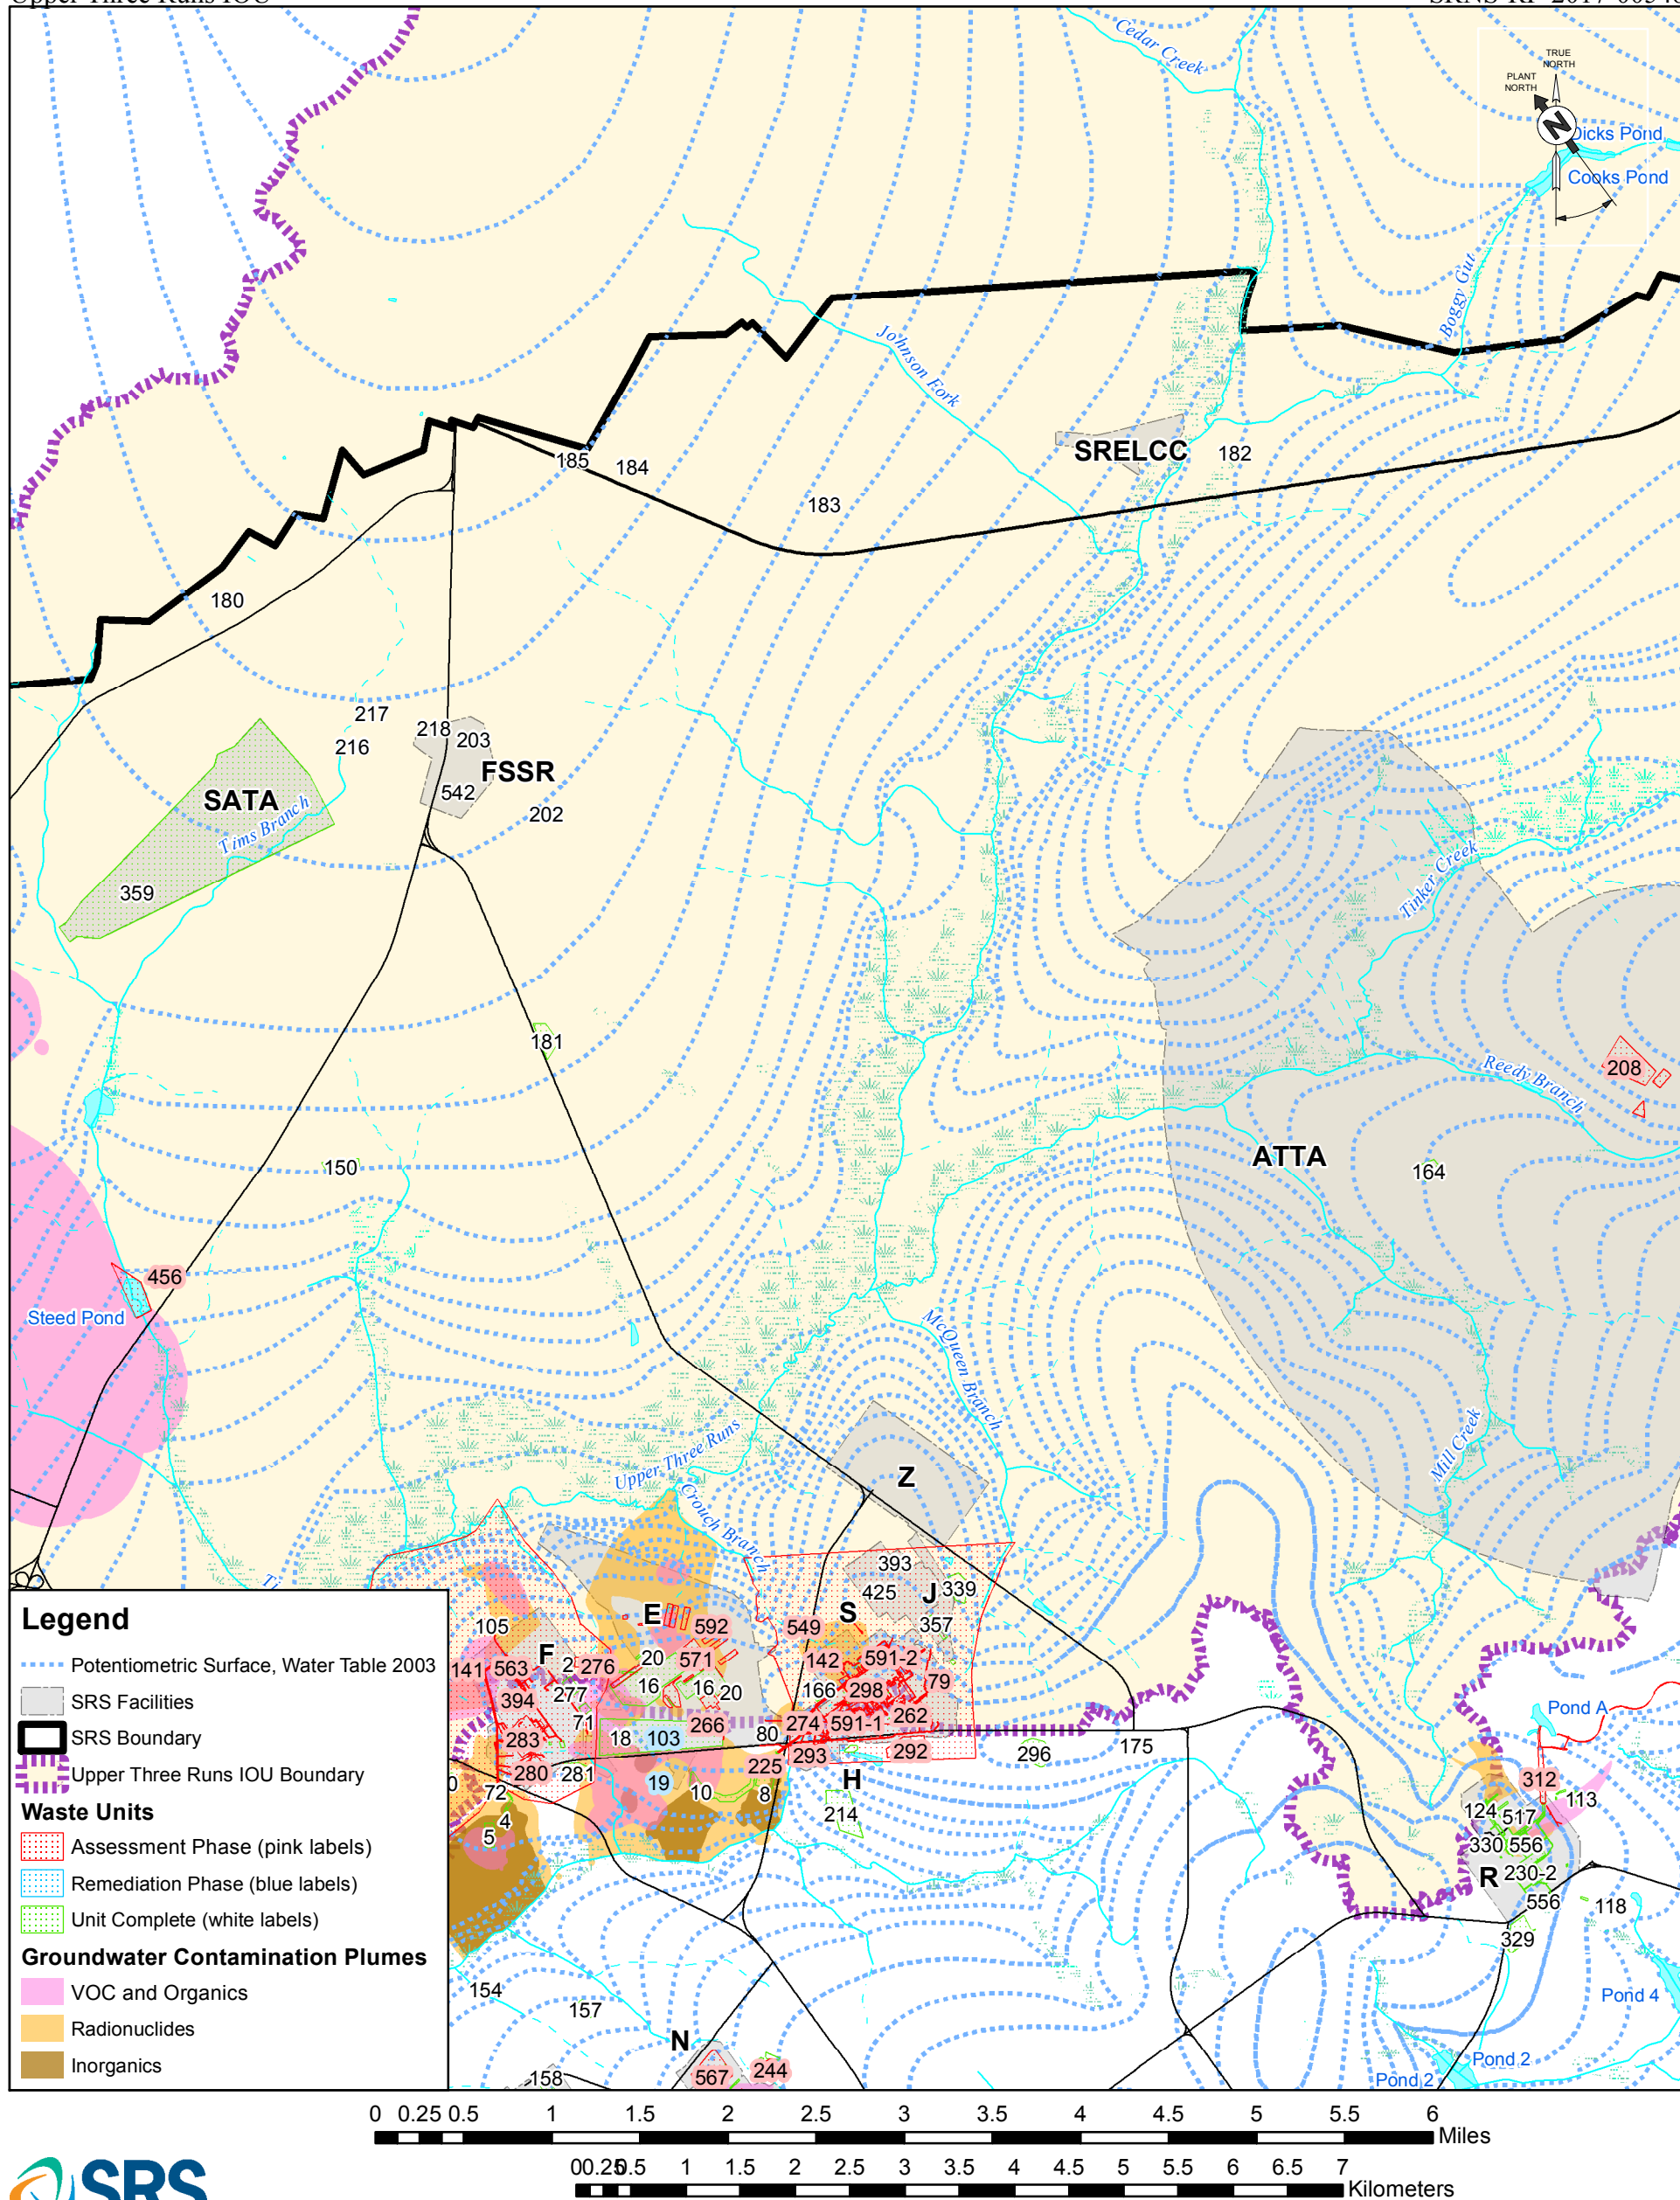 Upper Three Runs IOU
Cedar Creek
TRUE NORTH
PLANT NORTH
N
Dicks Pond
Cooks Pond
Boggy Gut
Johnson Fork
SRELCC
182
185
184
183
180
217
216
218
203
FSSR
542
202
SATA
Tims Branch
359
Tinker Creek
181
208
Reedy Branch
ATTA
164
150
456
Steed Pond
McQueen Branch
Mill Creek
Upper Three Runs
Crouch Branch
Z
393
425
J
339
357
S
549
E
592
105
F
2
276
20
571
142
591-2
141
563
16
16
20
166
298
79
394
277
71
266
274
591-1
262
283
18
103
80
293
292
280
281
225
296
175
Pond A
0
72
19
10
8
H
4
5
214
312
113
124
517
330
556
R
230-2
556
118
329
154
157
Pond 4
N
158
567
244
Pond 2
Pond 2
Legend
Potentiometric Surface, Water Table 2003
SRS Facilities
SRS Boundary
Upper Three Runs IOU Boundary
Waste Units
Assessment Phase (pink labels)
Remediation Phase (blue labels)
Unit Complete (white labels)
Groundwater Contamination Plumes
VOC and Organics
Radionuclides
Inorganics
0 0.25 0.5 1 1.5 2 2.5 3 3.5 4 4.5 5 5.5 6
Miles
0 0.25 0.5 1 1.5 2 2.5 3 3.5 4 4.5 5 5.5 6 6.5 7
Kilometers
SRS